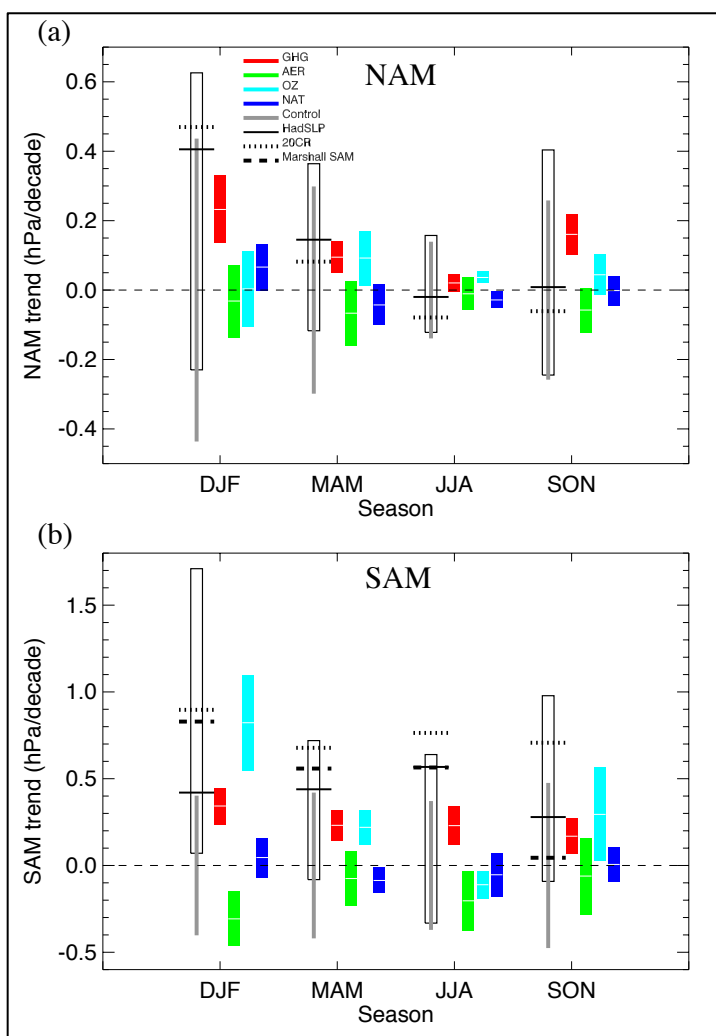 (a)
NAM
GHG
AER
OZ
NAT
Control
HadSLP
20CR
Marshall SAM
NAM trend (hPa/decade)
0.6
0.4
0.2
0.0
-0.2
-0.4
DJF MAM JJA SON
Season
(b)
SAM
SAM trend (hPa/decade)
1.5
1.0
0.5
0.0
-0.5
DJF MAM JJA SON
Season